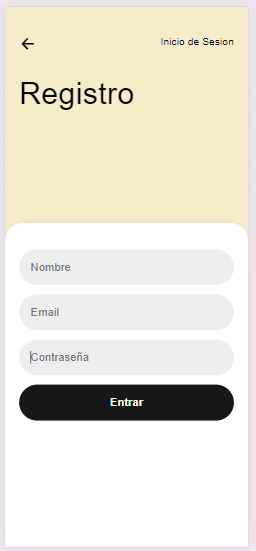 Inicio de Sesion
Registro
Nombre
Email
Contraseña
Entrar